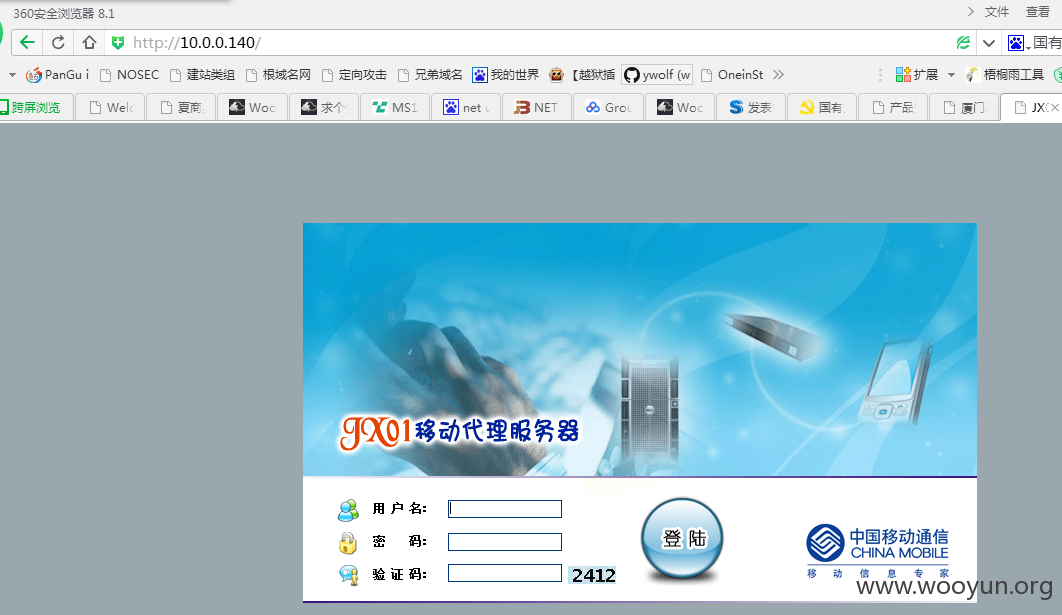 360安全浏览器 8.1
文件 查看
http://10.0.0.140/
国有
PanGu i NOSEC 建站类组 根域名网 定向攻击 兄弟域名 我的世界 【越狱插 ywolf (w OneinSt 扩展 梧桐雨工具
跨屏浏览 Welc 夏商 Woc 求个 MS1 net u NET Grou Woc 发表 国有 产品 厦门 JX
JX01移动代理服务器
用户名:
密 码:
登陆
验证码: 2412
中国移动通信
CHINA MOBILE
移动信息专家
www.wooyun.org